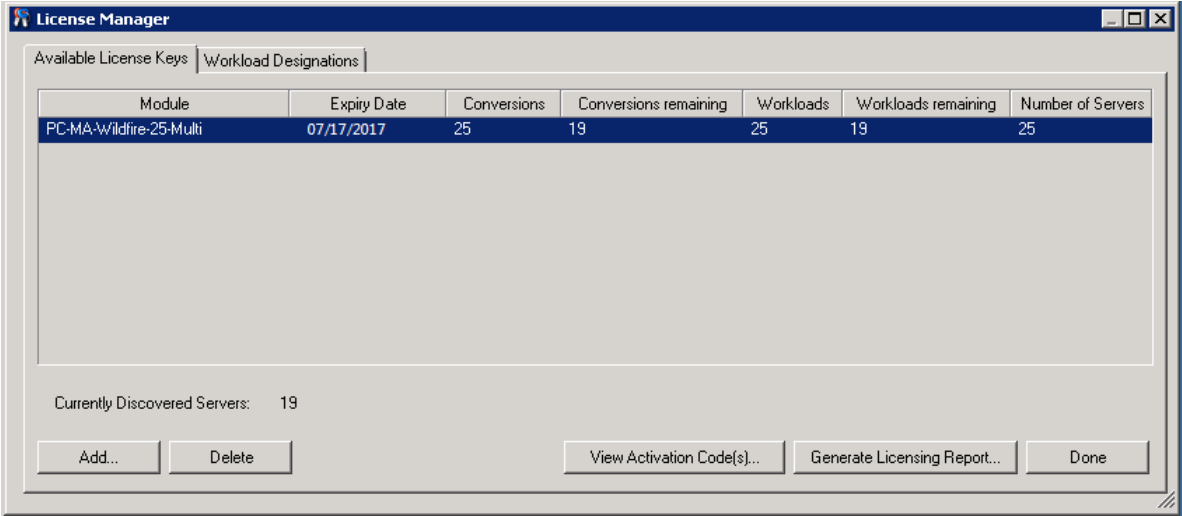 License Manager
Available License Keys Workload Designations
Module Expiry Date Conversions Conversions remaining Workloads Workloads remaining Number of Servers
PC-MA-Wildfire-25-Multi 07/17/2017 25 19 25 19 25
Currently Discovered Servers: 19
Add... Delete View Activation Code(s)... Generate Licensing Report... Done